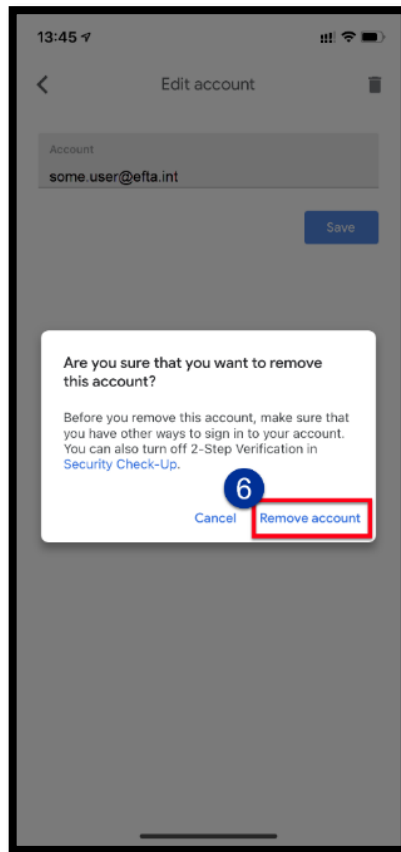 13:45
Edit account
Account
some.user@efta.int
Save
Are you sure that you want to remove
this account?
Before you remove this account, make sure that
you have other ways to sign in to your account.
You can also turn off 2-Step Verification in
Security Check-Up.
6
Cancel Remove account